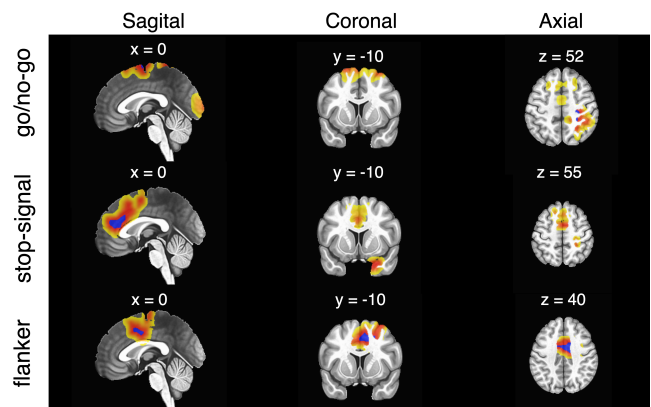 Sagital Coronal Axial
go/no-go
x = 0 y = -10 z = 52
stop-signal
x = 0 y = -10 z = 55
flanker
x = 0 y = -10 z = 40